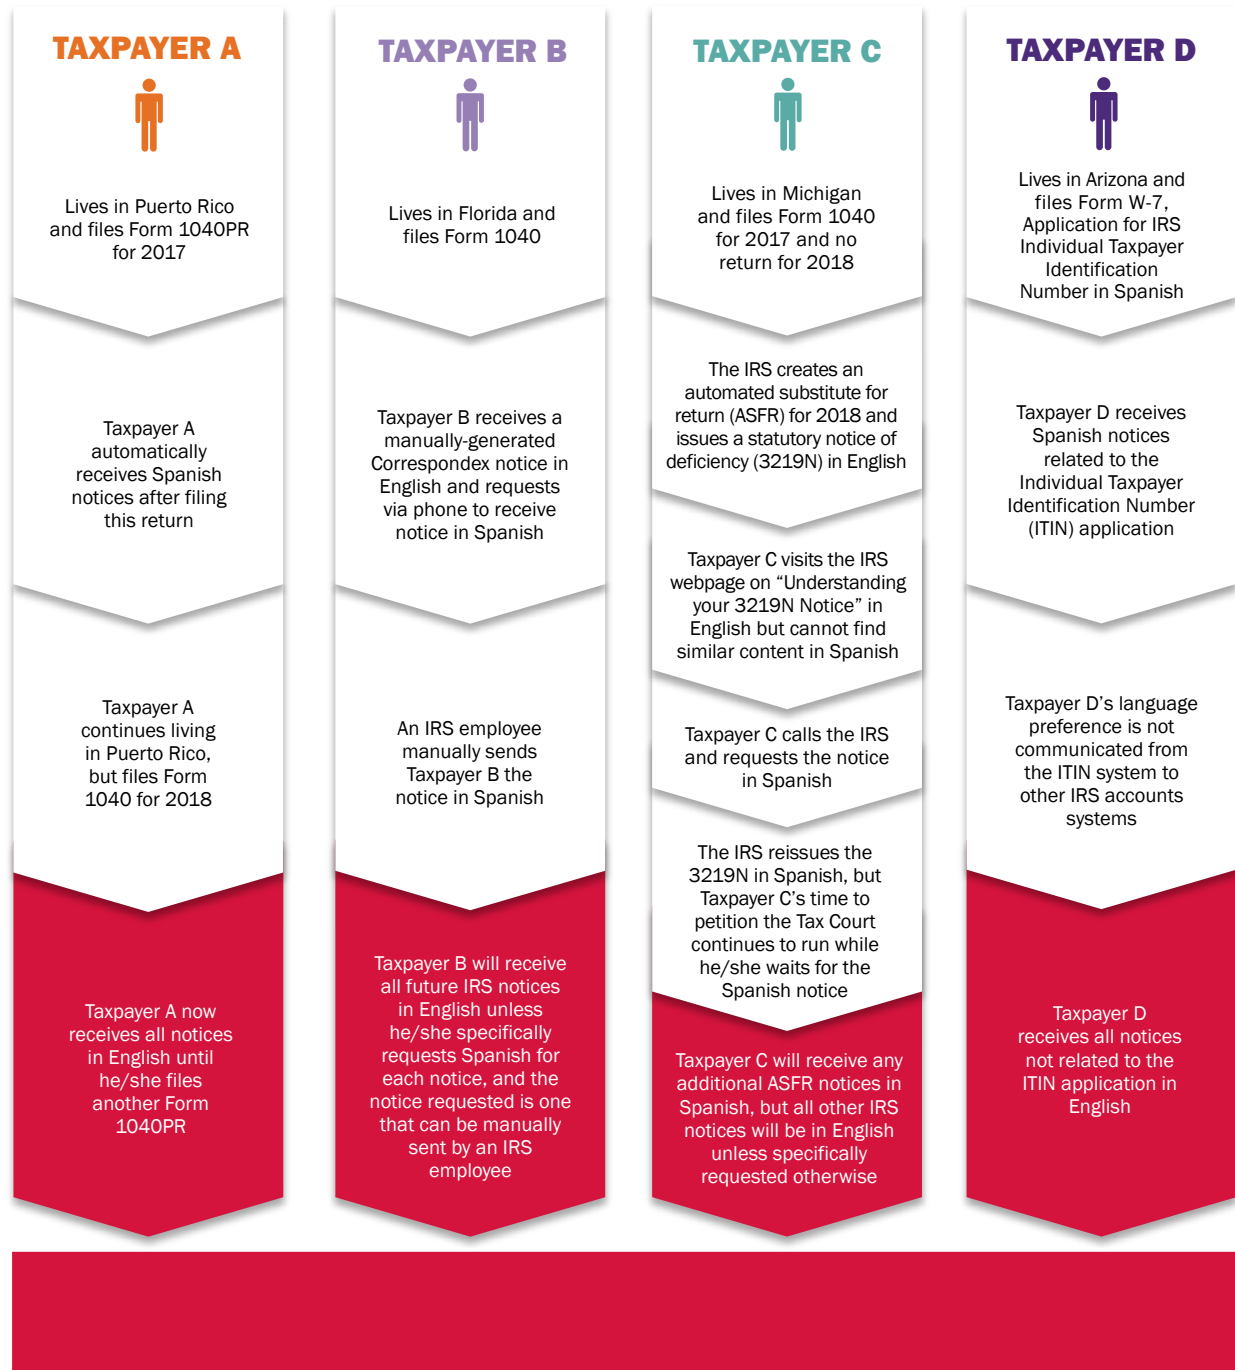 TAXPAYER A
Lives in Puerto Rico
and files Form 1040PR
for 2017
Taxpayer A
automatically
receives Spanish
notices after filing
this return
Taxpayer A
continues living
in Puerto Rico,
but files Form
1040 for 2018
Taxpayer A now
receives all notices
in English until
he/she files
another Form
1040PR
TAXPAYER B
Lives in Florida and
files Form 1040
Taxpayer B receives a
manually-generated
Correspondex notice in
English and requests
via phone to receive
notice in Spanish
An IRS employee
manually sends
Taxpayer B the
notice in Spanish
Taxpayer B will receive
all future IRS notices
in English unless
he/she specifically
requests Spanish for
each notice, and the
notice requested is one
that can be manually
sent by an IRS
employee
TAXPAYER C
Lives in Michigan
and files Form 1040
for 2017 and no
return for 2018
The IRS creates an
automated substitute for
return (ASFR) for 2018 and
issues a statutory notice of
deficiency (3219N) in English
Taxpayer C visits the IRS
webpage on “Understanding
your 3219N Notice” in
English but cannot find
similar content in Spanish
Taxpayer C calls the IRS
and requests the notice
in Spanish
The IRS reissues the
3219N in Spanish, but
Taxpayer C’s time to
petition the Tax Court
continues to run while
he/she waits for the
Spanish notice
Taxpayer C will receive any
additional ASFR notices in
Spanish, but all other IRS
notices will be in English
unless specifically
requested otherwise
TAXPAYER D
Lives in Arizona and
files Form W-7,
Application for IRS
Individual Taxpayer
Identification
Number in Spanish
Taxpayer D receives
Spanish notices
related to the
Individual Taxpayer
Identification Number
(ITIN) application
Taxpayer D’s language
preference is not
communicated from
the ITIN system to
other IRS accounts
systems
Taxpayer D
receives all notices
not related to the
ITIN application in
English